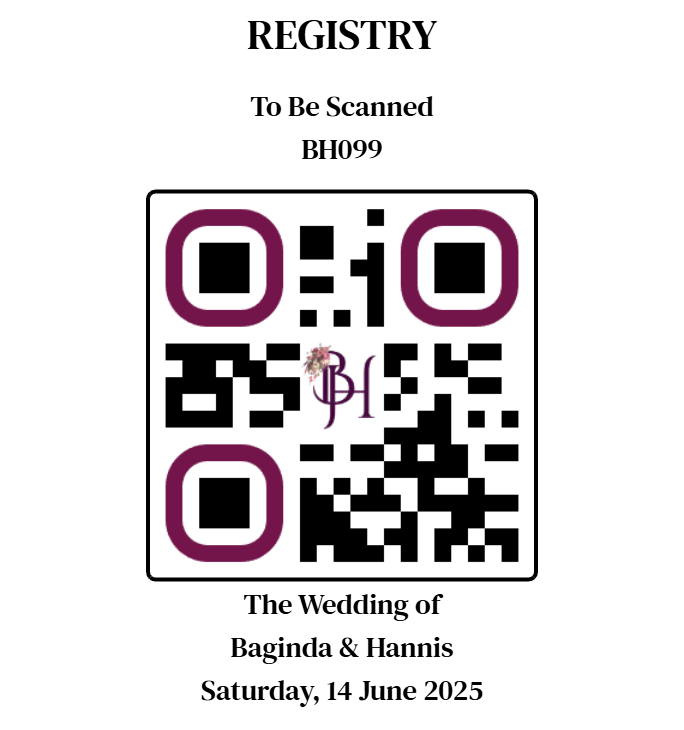 REGISTRY
To Be Scanned
BH099
BH
The Wedding of
Baginda & Hannis
Saturday, 14 June 2025